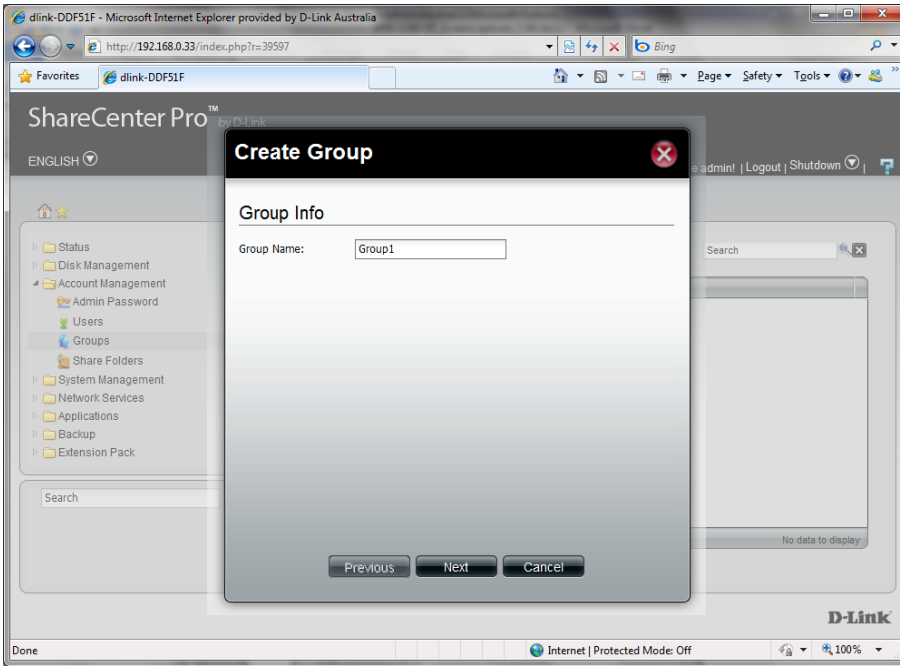 dlink-DDF51F - Microsoft Internet Explorer provided by D-Link Australia
http://192.168.0.33/index.php?r=39597
Bing
Favorites
dlink-DDF51F
Page
Safety
Tools
ShareCenter Pro™ by D-Link
ENGLISH
e admin! | Logout | Shutdown |
Create Group
Group Info
Group Name: Group1
Search
Status
Disk Management
Account Management
Admin Password
Users
Groups
Share Folders
System Management
Network Services
Applications
Backup
Extension Pack
Search
No data to display
Previous
Next
Cancel
D-Link
Done
Internet | Protected Mode: Off
100%